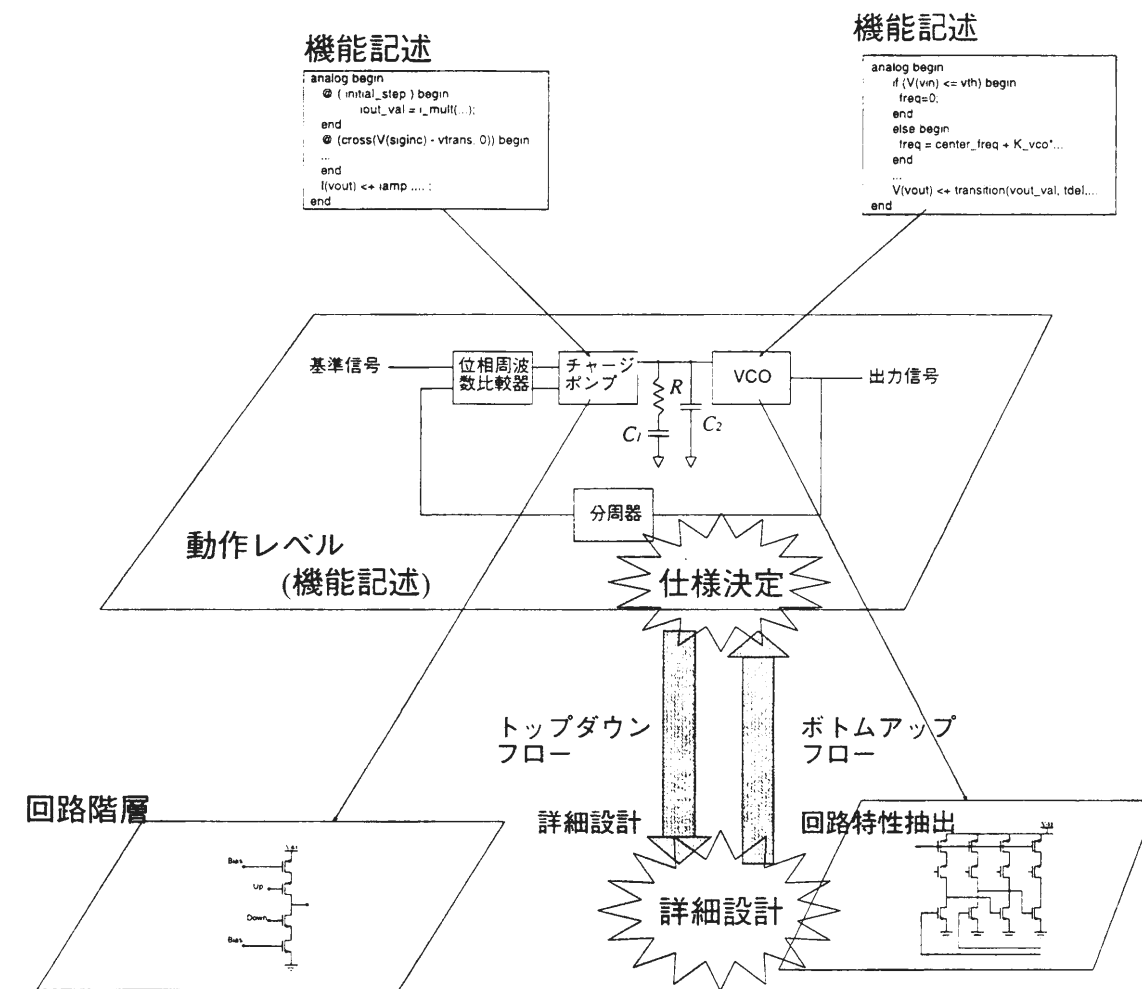 機能記述
analog begin
@ ( initial_step ) begin
iout_val = i_mult(...);
end
@ (cross(V(siginc) - vtrans, 0)) begin
...
end
I(vout) <+ iamp .... ;
end
機能記述
analog begin
if (V(vin) <= vth) begin
freq=0;
end
else begin
freq = center_freq + K_vco*...
end
...
V(vout) <+ transition(vout_val, tdel,...
end
基準信号
位相周波
数比較器
チャージ
ポンプ
R
C1
C2
VCO
出力信号
分周器
動作レベル
(機能記述)
仕様決定
トップダウン
フロー
ボトムアップ
フロー
回路階層
詳細設計
回路特性抽出
詳細設計
Bias
Up
Down
Bias